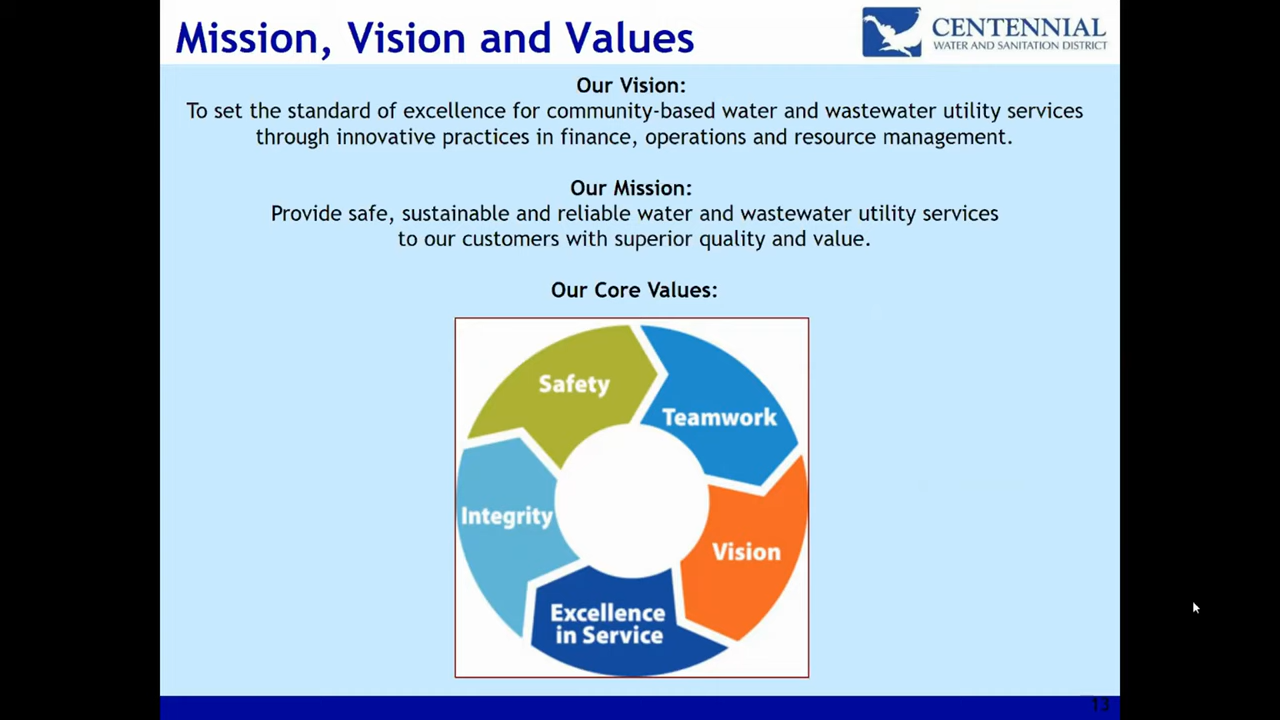 Mission, Vision and Values
CENTENNIAL
WATER AND SANITATION DISTRICT
Our Vision:
To set the standard of excellence for community-based water and wastewater utility services
through innovative practices in finance, operations and resource management.
Our Mission:
Provide safe, sustainable and reliable water and wastewater utility services
to our customers with superior quality and value.
Our Core Values:
Safety
Teamwork
Vision
Excellence
in Service
Integrity
13